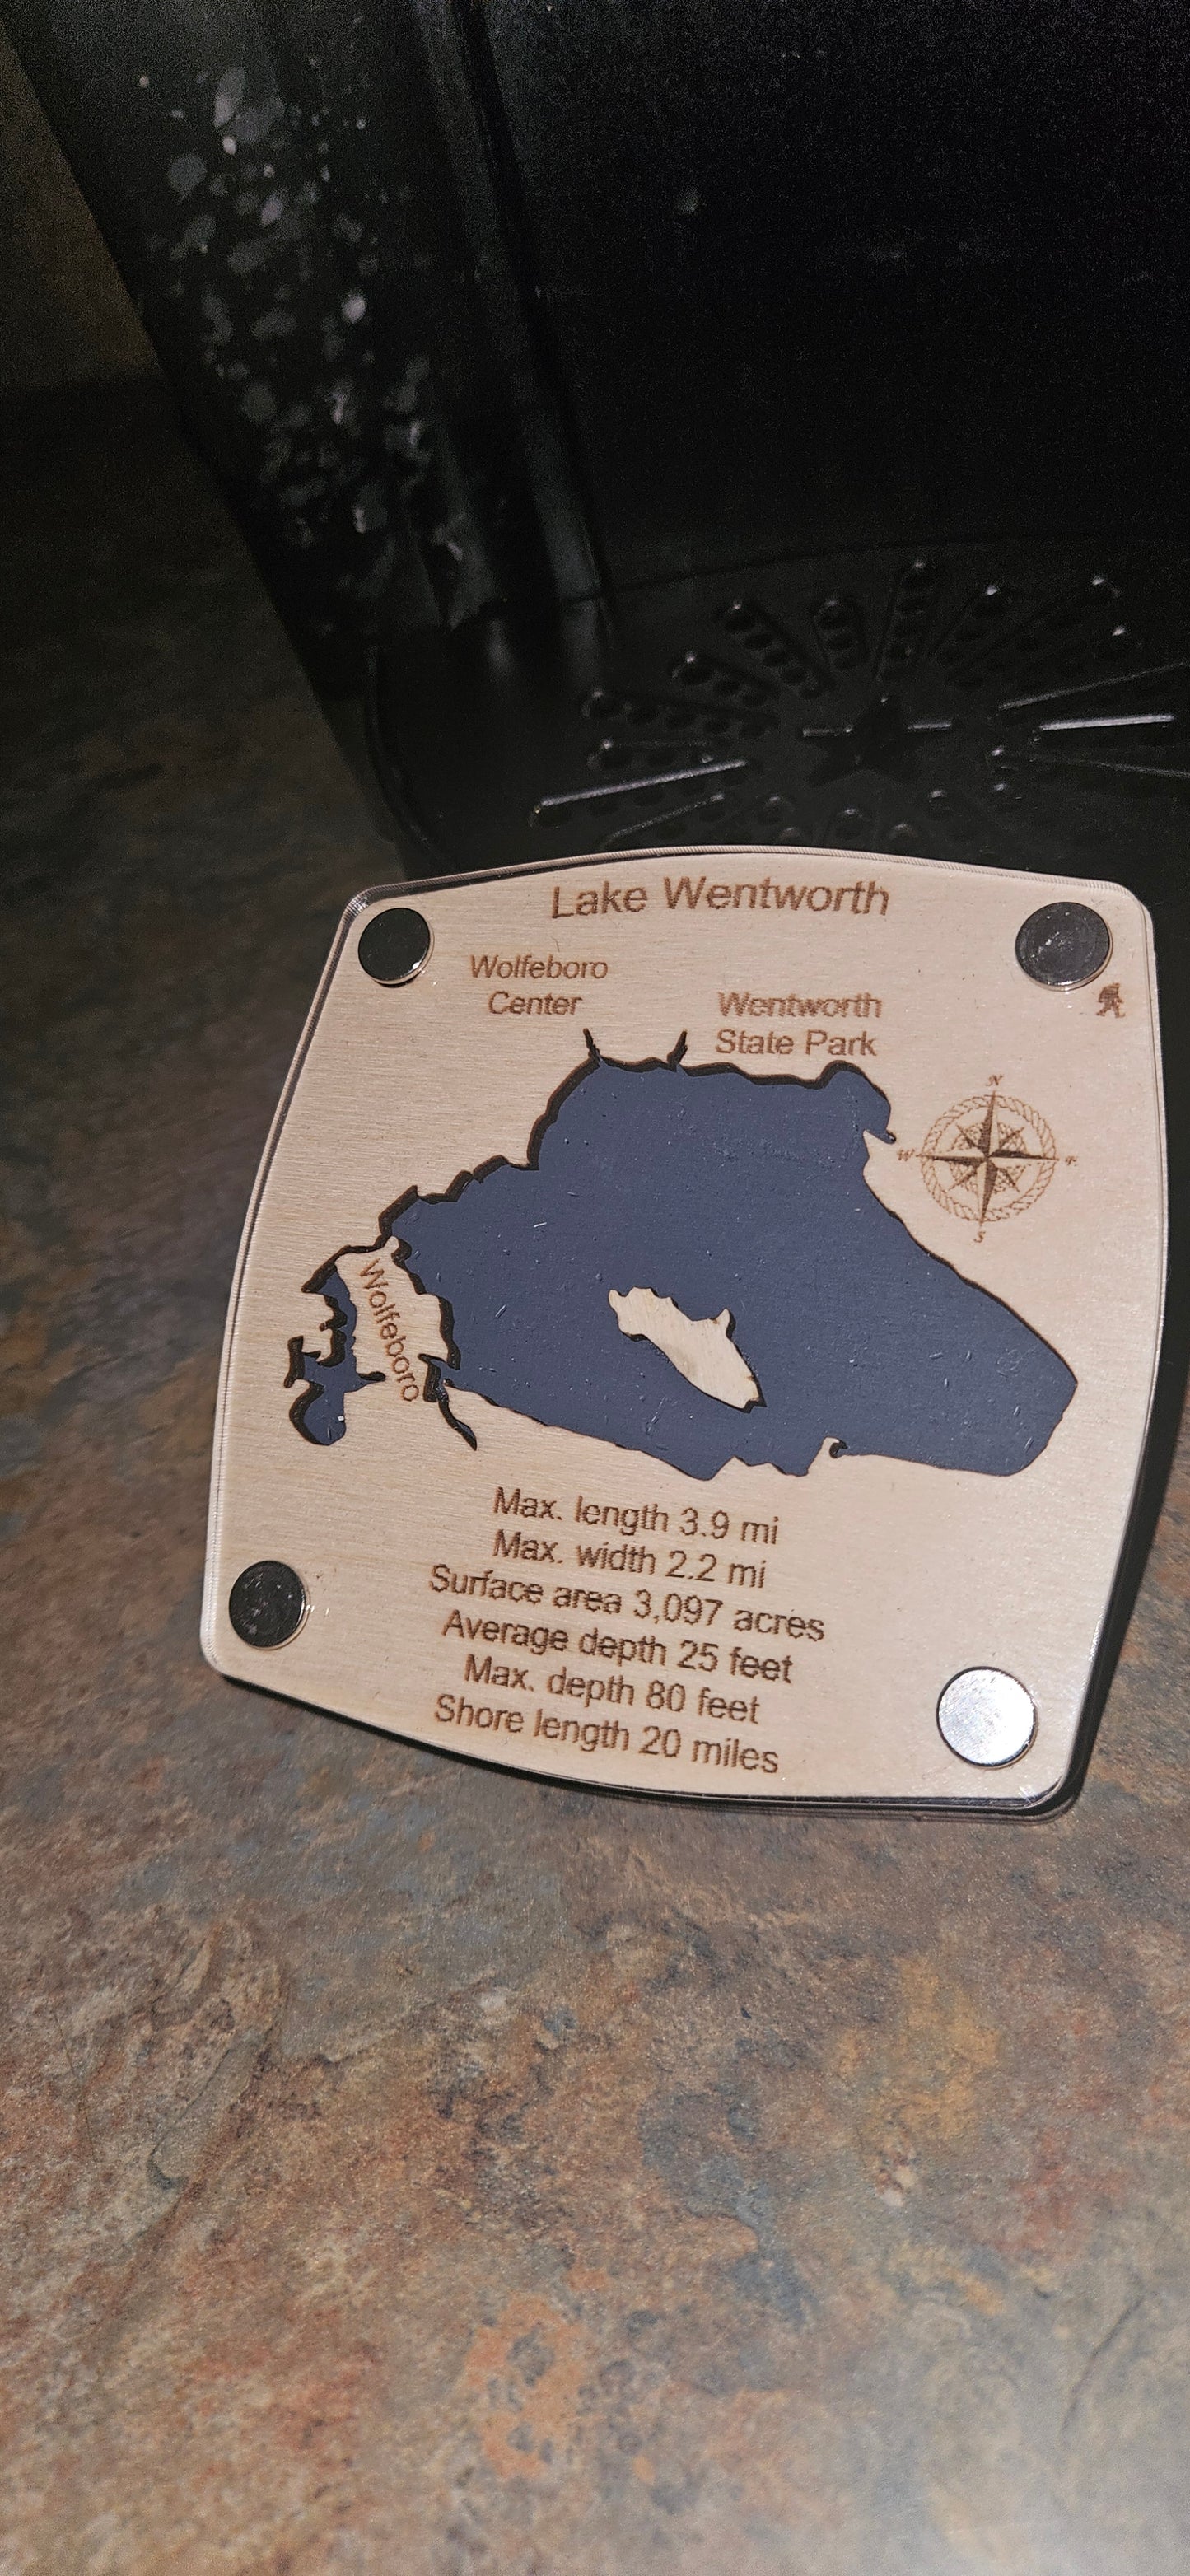 Lake Wentworth
Wolfeboro
Center
Wentworth
State Park
N
W
E
S
Wolfeboro
Max. length 3.9 mi
Max. width 2.2 mi
Surface area 3,097 acres
Average depth 25 feet
Max. depth 80 feet
Shore length 20 miles